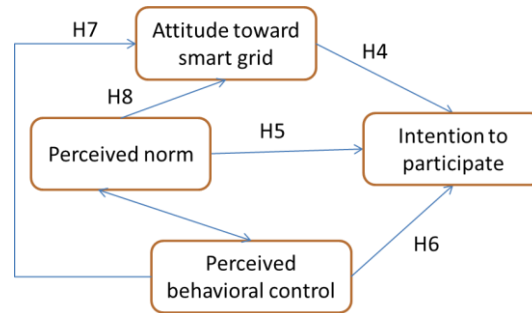 H7
Attitude toward
smart grid
H4
H8
Perceived norm
H5
Intention to
participate
H6
Perceived
behavioral control